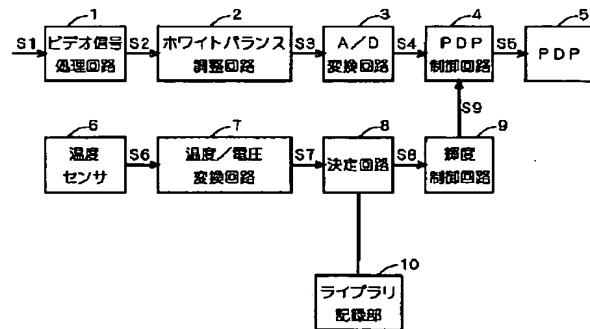 1 2 3 4 5
S1 ビデオ信号 S2 ホワイトバランス S3 A/D S4 PDP S5 PDP
処理回路 調整回路 変換回路 制御回路
S9
6 7 8 9
温度 S6 温度/電圧 S7 決定回路 S8 輝度
センサ 変換回路 制御回路
10
ライブラリ
記録部